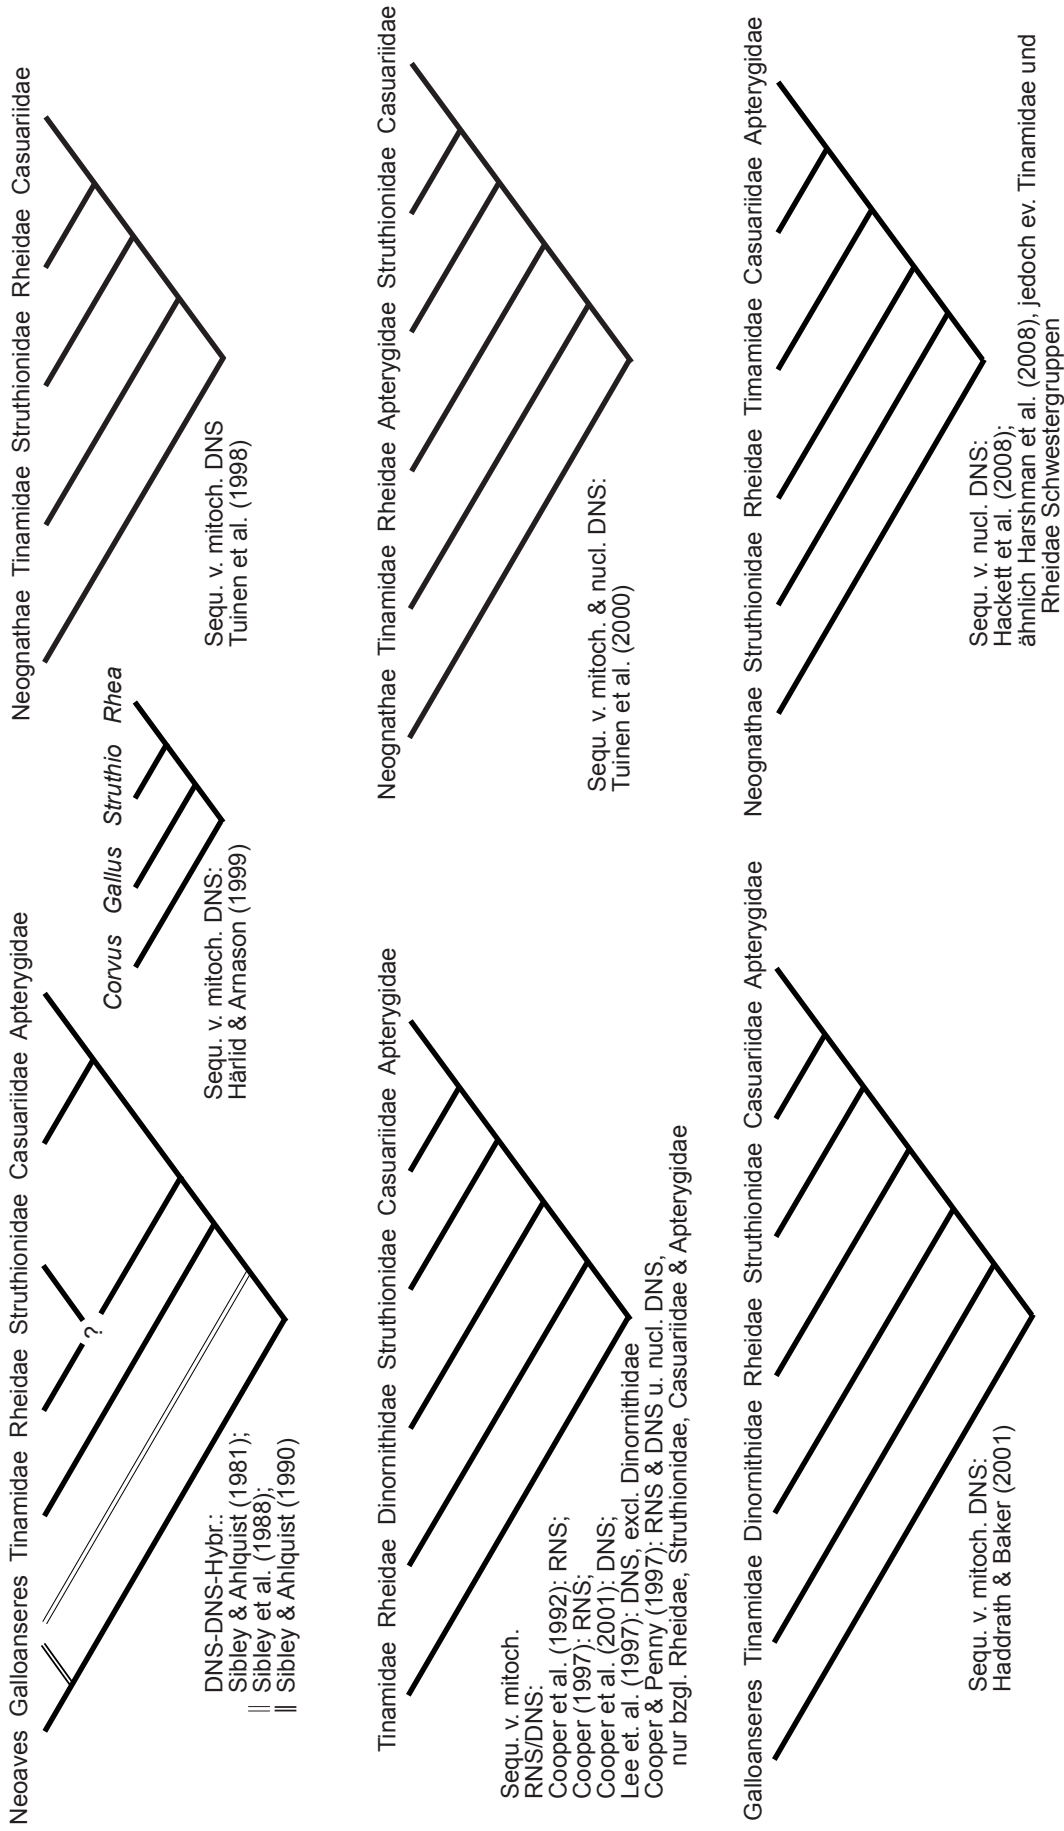 Neoaves Galloanseres Tinamidae Rheidae Struthionidae Casuariidae Apterygidae
?
DNS-DNS-Hybr.:
Sibley & Ahlquist (1981);
Sibley et al. (1988);
Sibley & Ahlquist (1990)
Corvus Gallus Struthio Rhea
Sequ. v. mitoch. DNS:
Härlid & Arnason (1999)
Neognathae Tinamidae Struthionidae Rheidae Casuariidae
Sequ. v. mitoch. DNS
Tuinen et al. (1998)
Tinamidae Rheidae Dinornithidae Struthionidae Casuariidae Apterygidae
Sequ. v. mitoch.
RNS/DNS:
Cooper et al. (1992): RNS;
Cooper (1997): RNS;
Cooper et al. (2001): DNS;
Lee et. al. (1997): DNS, excl. Dinornithidae
Cooper & Penny (1997): RNS & DNS u. nucl. DNS,
nur bzgl. Rheidae, Struthionidae, Casuariidae & Apterygidae
Neognathae Tinamidae Rheidae Apterygidae Struthionidae Casuariidae
Sequ. v. mitoch. & nucl. DNS:
Tuinen et al. (2000)
Galloanseres Tinamidae Dinornithidae Rheidae Struthionidae Casuariidae Apterygidae
Sequ. v. mitoch. DNS:
Haddrath & Baker (2001)
Neognathae Struthionidae Rheidae Timamidae Casuariidae Apterygidae
Sequ. v. nucl. DNS:
Hackett et al. (2008);
ähnlich Harshman et al. (2008), jedoch ev. Tinamidae und
Rheidae Schwestergruppen